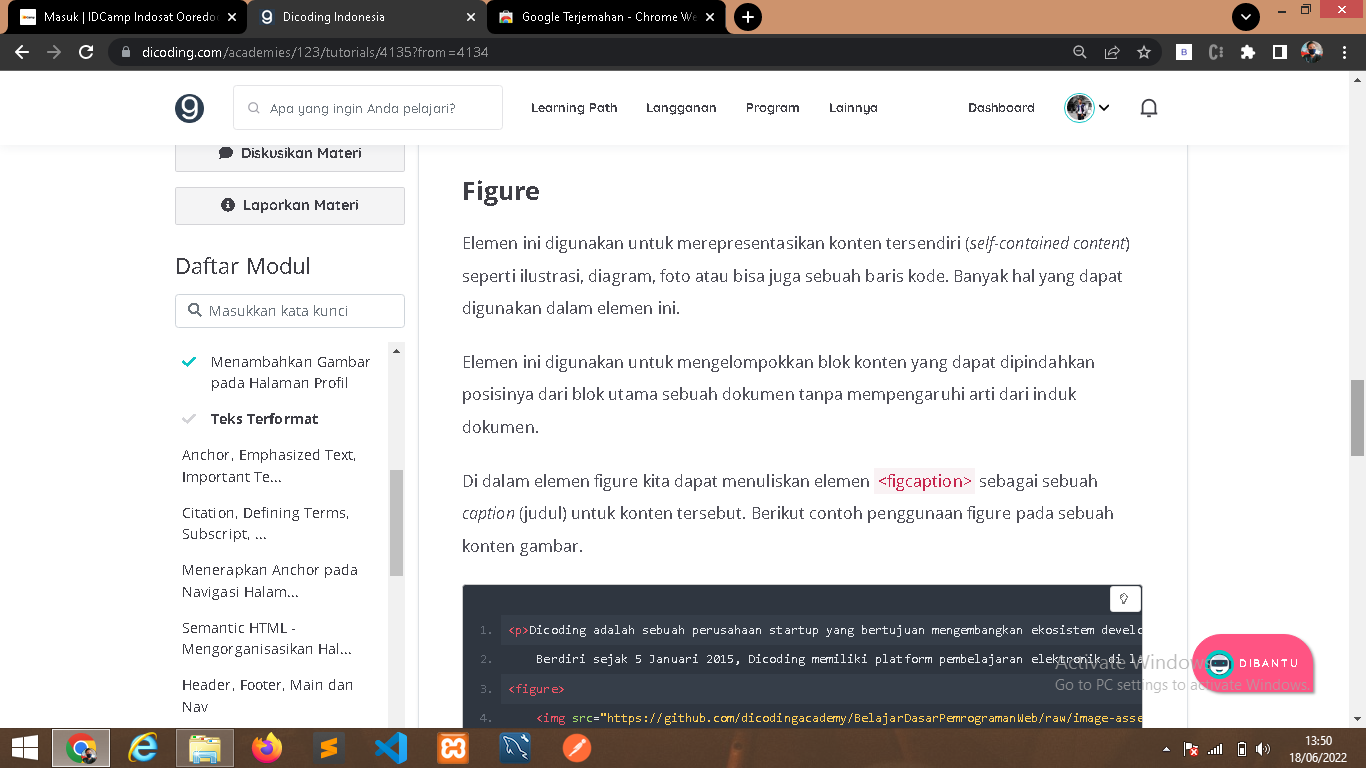 Masuk | IDCamp Indosat Ooredo
Dicoding Indonesia
Google Terjemahan - Chrome We
dicoding.com/academies/123/tutorials/4135?from=4134
Apa yang ingin Anda pelajari?
Learning Path
Langganan
Program
Lainnya
Dashboard
Diskusikan Materi
Laporkan Materi
Daftar Modul
Masukkan kata kunci
Menambahkan Gambar
pada Halaman Profil
Teks Terformat
Anchor, Emphasized Text,
Important Te...
Citation, Defining Terms,
Subscript, ...
Menerapkan Anchor pada
Navigasi Halam...
Semantic HTML -
Mengorganisasikan Hal...
Header, Footer, Main dan
Nav
Figure
Elemen ini digunakan untuk merepresentasikan konten tersendiri (self-contained content)
seperti ilustrasi, diagram, foto atau bisa juga sebuah baris kode. Banyak hal yang dapat
digunakan dalam elemen ini.
Elemen ini digunakan untuk mengelompokkan blok konten yang dapat dipindahkan
posisinya dari blok utama sebuah dokumen tanpa mempengaruhi arti dari induk
dokumen.
Di dalam elemen figure kita dapat menuliskan elemen <figcaption> sebagai sebuah
caption (judul) untuk konten tersebut. Berikut contoh penggunaan figure pada sebuah
konten gambar.
1. <p>Dicoding adalah sebuah perusahaan startup yang bertujuan mengembangkan ekosistem develo
2. Berdiri sejak 5 Januari 2015, Dicoding memiliki platform pembelajaran elektronik di la
3. <figure>
4. <img src="https://github.com/dicodingacademy/BelajarDasarPemrogramanWeb/raw/image-asse
DIBANTU
Activate Windows
Go to PC settings to activate Windows.
13:50
18/06/2022